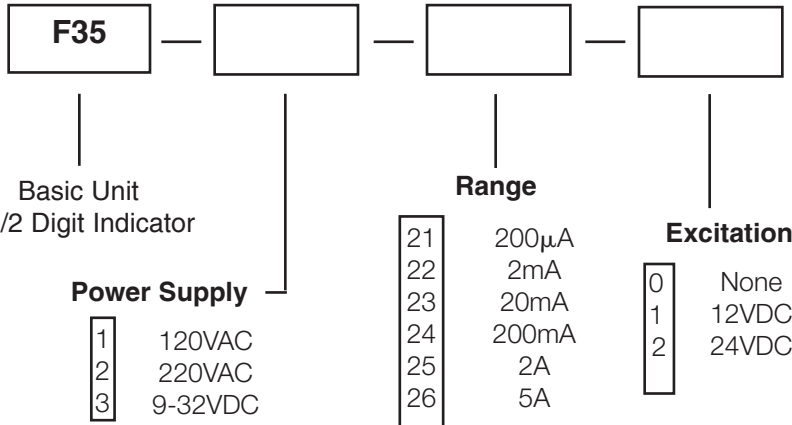 F35
Basic Unit
/2 Digit Indicator
Power Supply
1 120VAC
2 220VAC
3 9-32VDC
Range
21 200µA
22 2mA
23 20mA
24 200mA
25 2A
26 5A
Excitation
0 None
1 12VDC
2 24VDC